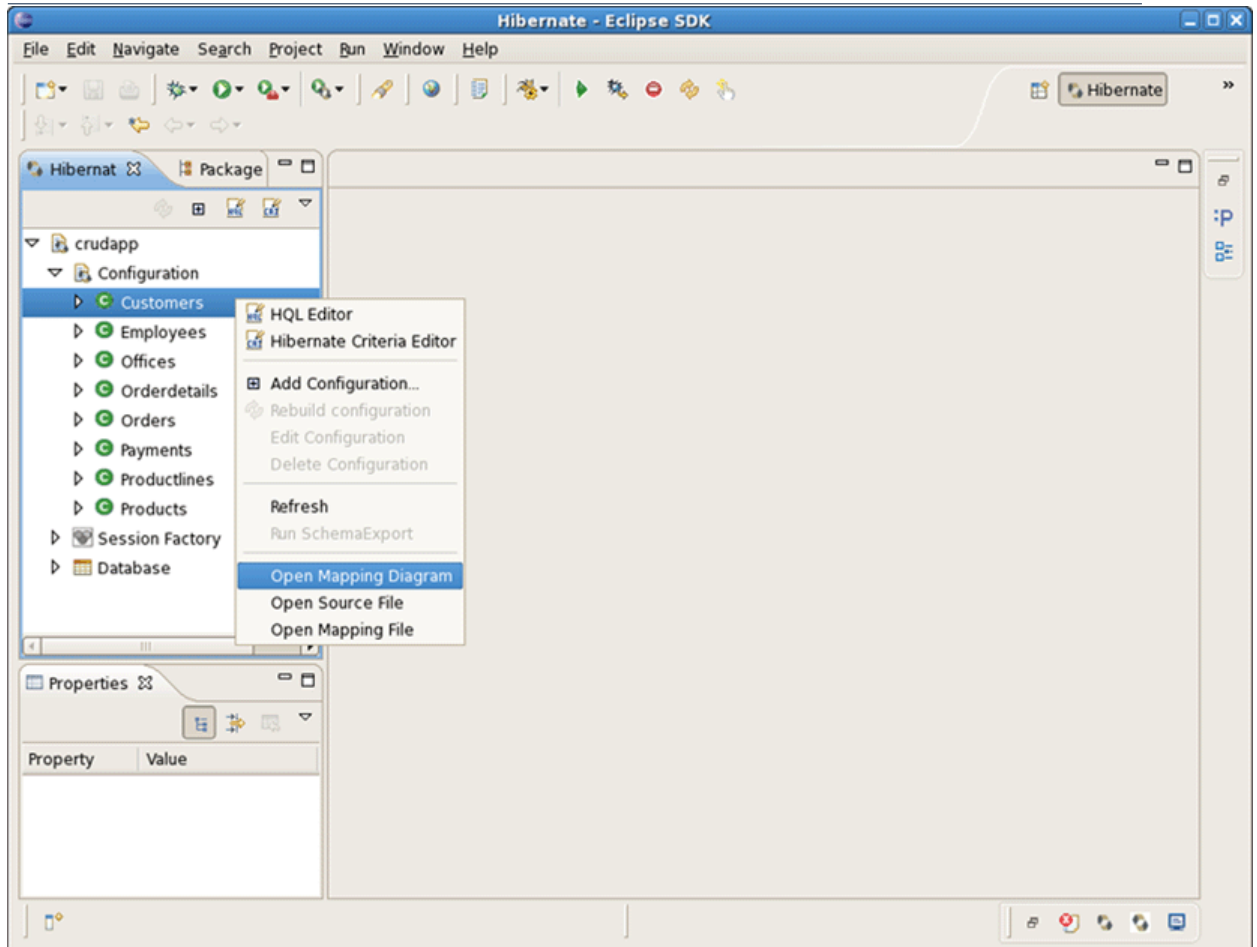 Hibernate - Eclipse SDK
File Edit Navigate Search Project Run Window Help
Hibernate
»
Hibernat Package
crudapp
Configuration
Customers
Employees
Offices
Orderdetails
Orders
Payments
Productlines
Products
Session Factory
Database
HQL Editor
Hibernate Criteria Editor
Add Configuration...
Rebuild configuration
Edit Configuration
Delete Configuration
Refresh
Run SchemaExport
Open Mapping Diagram
Open Source File
Open Mapping File
Properties
Property Value